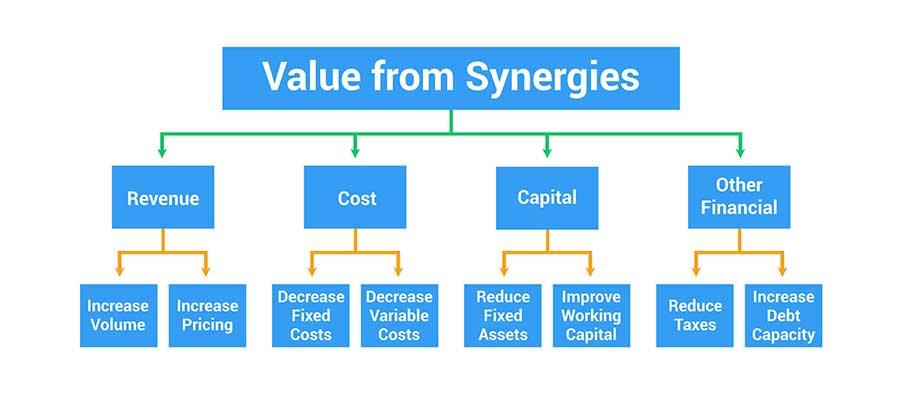 Value from Synergies
Revenue
Cost
Capital
Other
Financial
Increase
Volume
Increase
Pricing
Decrease
Fixed
Costs
Decrease
Variable
Costs
Reduce
Fixed
Assets
Improve
Working
Capital
Reduce
Taxes
Increase
Debt
Capacity